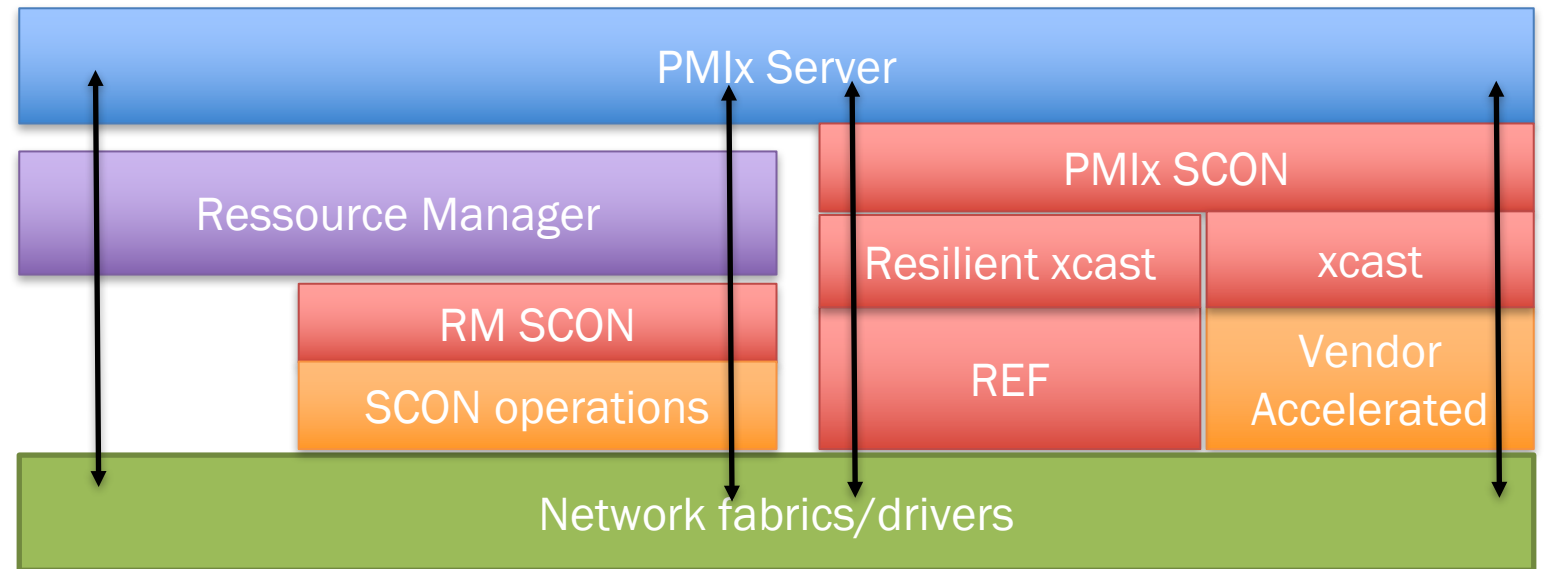 PMIx Server
PMIx SCON
Ressource Manager
Resilient xcast
xcast
RM SCON
SCON operations
REF
Vendor
Accelerated
Network fabrics/drivers